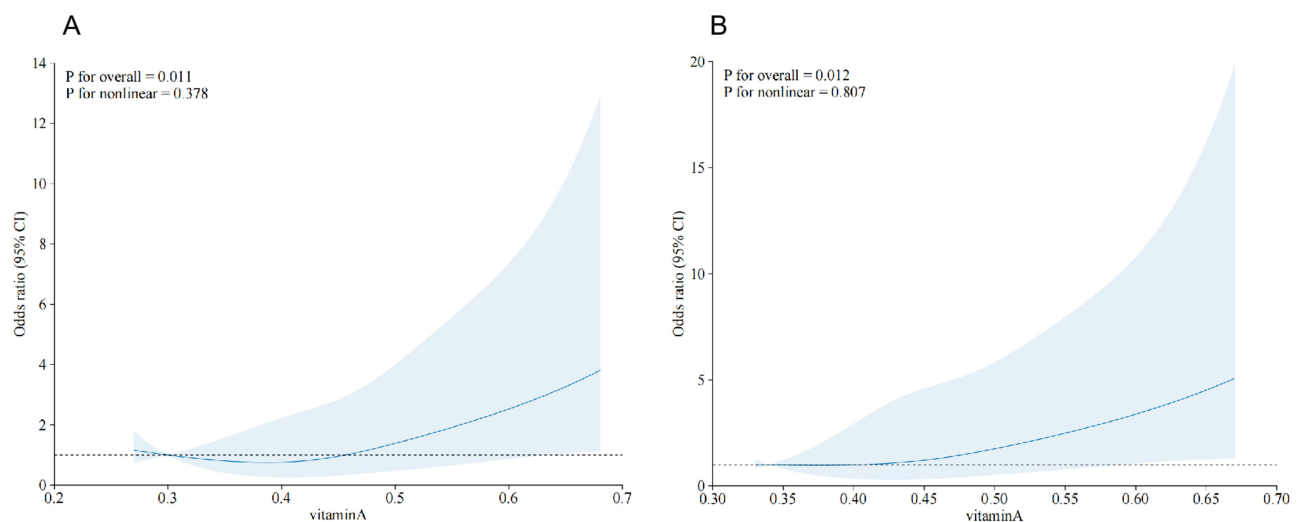 A
P for overall = 0.011
P for nonlinear = 0.378
Odds ratio (95% CI)
14
12
10
8
6
4
2
0
0.2 0.3 0.4 0.5 0.6 0.7
vitaminA
B
P for overall = 0.012
P for nonlinear = 0.807
Odds ratio (95% CI)
20
15
10
5
0
0.30 0.35 0.40 0.45 0.50 0.55 0.60 0.65 0.70
vitaminA